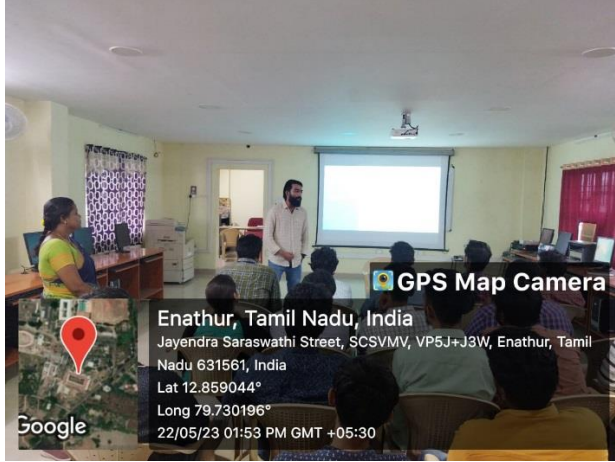 GPS Map Camera
Enathur, Tamil Nadu, India
Jayendra Saraswathi Street, SCSVMV, VP5J+J3W, Enathur, Tamil
Nadu 631561, India
Lat 12.859044°
Long 79.730196°
22/05/23 01:53 PM GMT +05:30
Google